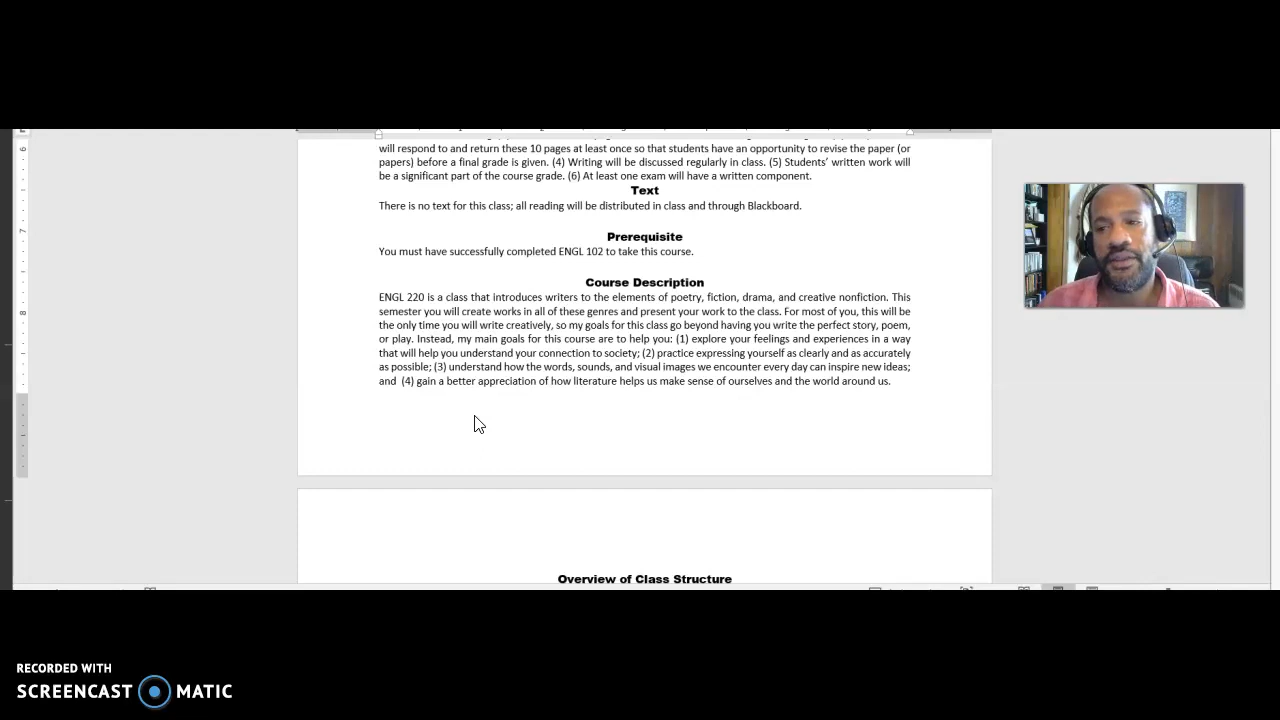 will respond to and return these 10 pages at least once so that students have an opportunity to revise the paper (or
papers) before a final grade is given. (4) Writing will be discussed regularly in class. (5) Students' written work will
be a significant part of the course grade. (6) At least one exam will have a written component.
Text
There is no text for this class; all reading will be distributed in class and through Blackboard.
Prerequisite
You must have successfully completed ENGL 102 to take this course.
Course Description
ENGL 220 is a class that introduces writers to the elements of poetry, fiction, drama, and creative nonfiction. This
semester you will create works in all of these genres and present your work to the class. For most of you, this will be
the only time you will write creatively, so my goals for this class go beyond having you write the perfect story, poem,
or play. Instead, my main goals for this course are to help you: (1) explore your feelings and experiences in a way
that will help you understand your connection to society; (2) practice expressing yourself as clearly and as accurately
as possible; (3) understand how the words, sounds, and visual images we encounter every day can inspire new ideas;
and (4) gain a better appreciation of how literature helps us make sense of ourselves and the world around us.
Overview of Class Structure
6
7
8
RECORDED WITH
SCREENCAST MATIC